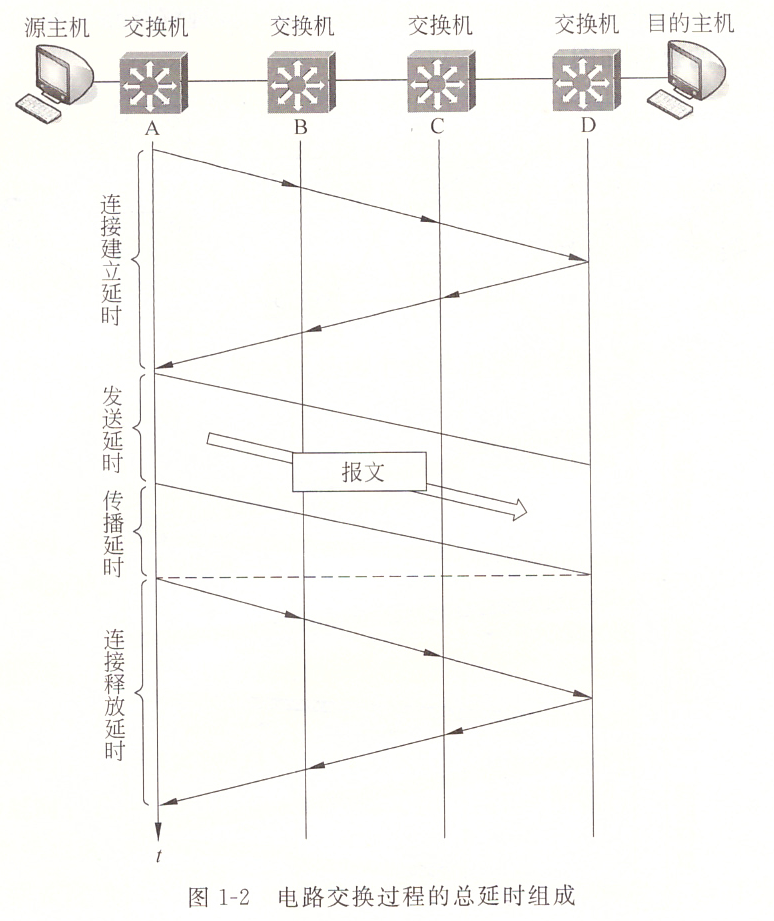 源主机 交换机 交换机 交换机 交换机 目的主机
A B C D
连接建立延时
发送延时
报文
传播延时
连接释放延时
t
图 1-2 电路交换过程的总延时组成